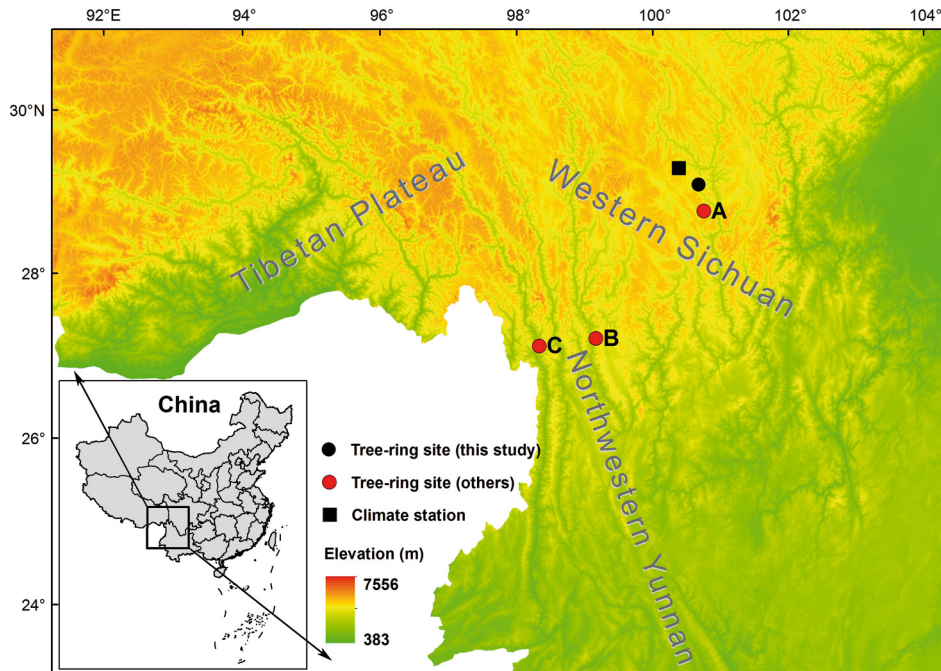 92°E
94°
96°
98°
100°
102°
104°
30°N
28°
26°
24°
Tibetan Plateau
Western Sichuan
A
B
C
Northwestern Yunnan
China
Tree-ring site (this study)
Tree-ring site (others)
Climate station
Elevation (m)
7556
383